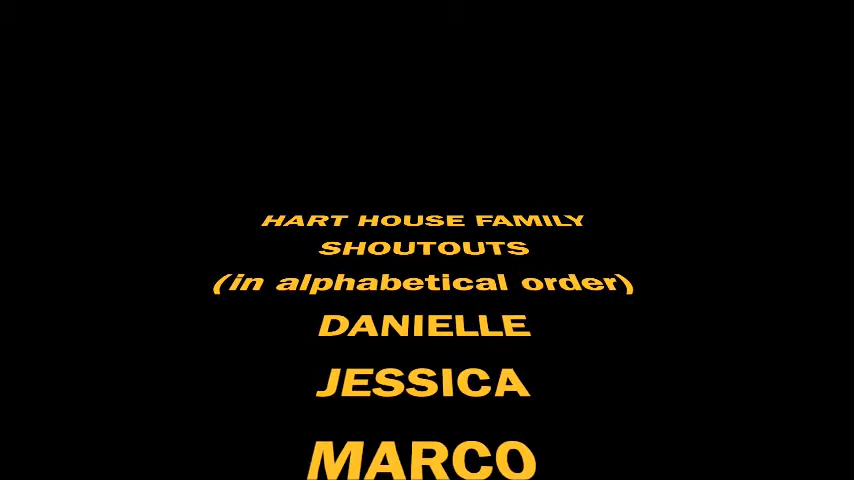 HART HOUSE FAMILY
SHOUTOUTS
(in alphabetical order)
DANIELLE
JESSICA
MARCO